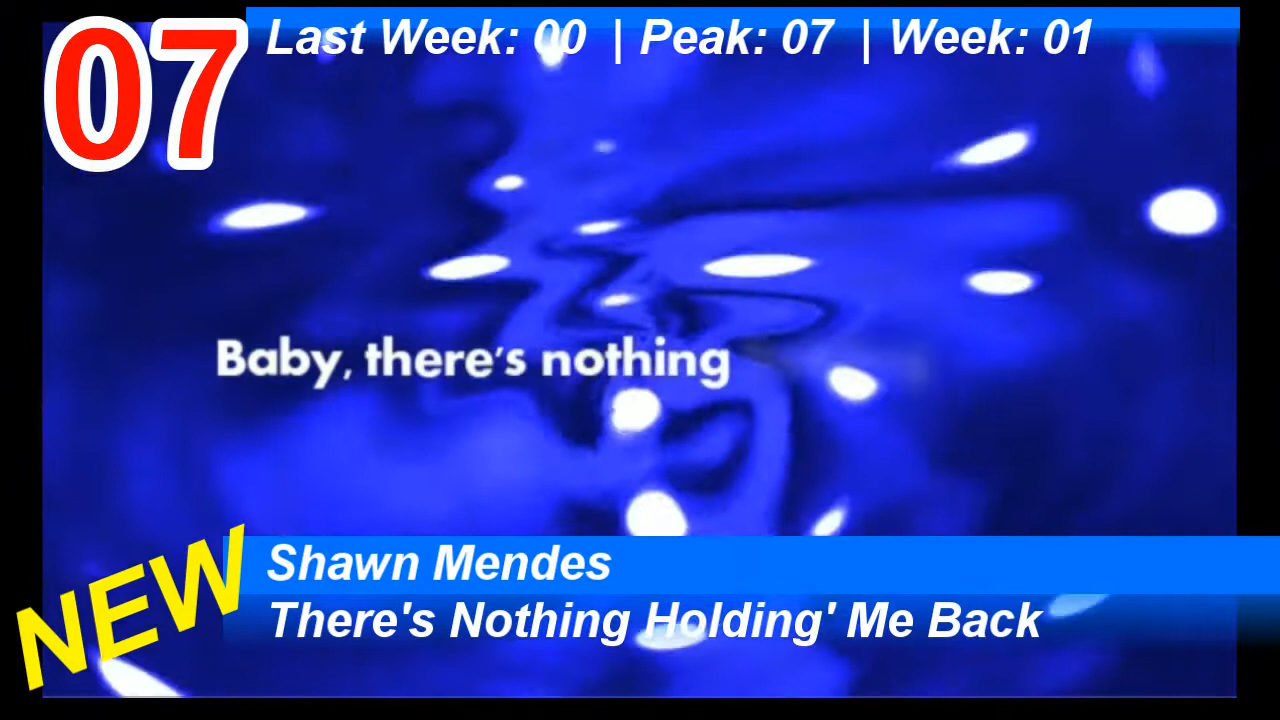 07
Last Week: 00 | Peak: 07 | Week: 01
Baby, there's nothing
NEW
Shawn Mendes
There's Nothing Holding' Me Back